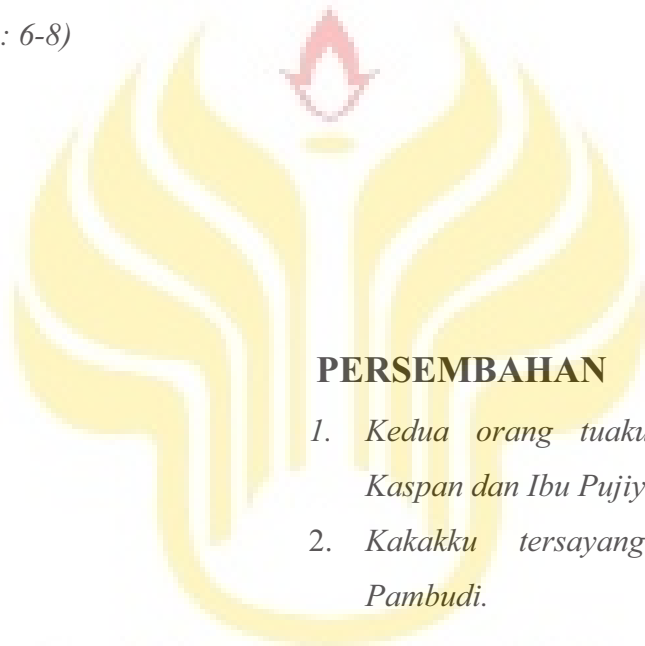 : 6-8)
PERSEMBAHAN
1. Kedua orang tuaku
Kaspan dan Ibu Pujiy
2. Kakakku tersayang
Pambudi.